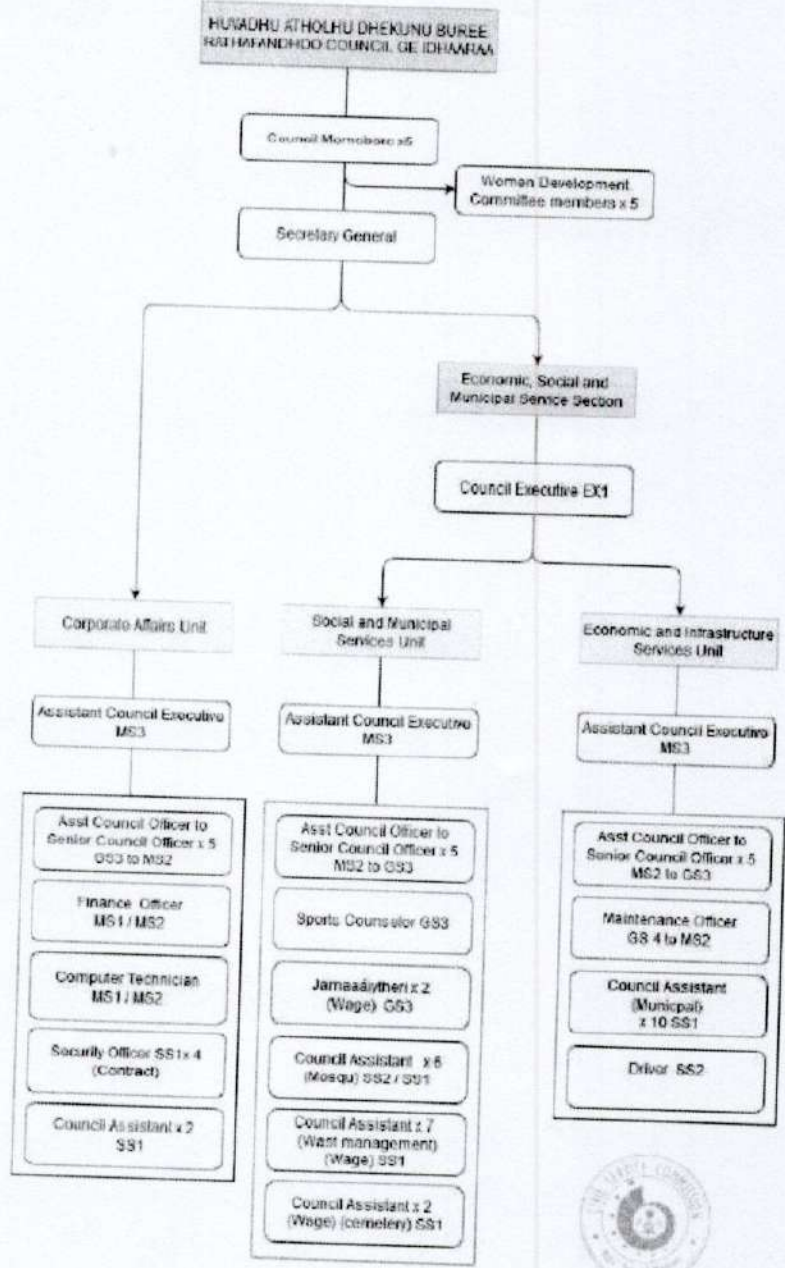 HUVADHU ATHOLHU DHEKUNU BUREE
RATHAFANDHOO COUNCIL GE IDHAARAA
Council Memebers x5
Women Development
Committee members x 5
Secretary General
Economic, Social and
Municipal Service Section
Council Executive EX1
Corporate Affairs Unit
Assistant Council Executive
MS3
Asst Council Officer to
Senior Council Officer x 5
GS3 to MS2
Finance Officer
MS1 / MS2
Computer Technician
MS1 / MS2
Security Officer SS1x 4
(Contract)
Council Assistant x 2
SS1
Social and Municipal
Services Unit
Assistant Council Executive
MS3
Asst Council Officer to
Senior Council Officer x 5
MS2 to GS3
Sports Counselor GS3
x 2
(Wage) GS3
Council Assistant x 6
(Mosqu) SS2 / SS1
Council Assistant x 7
(Wast management)
(Wage) SS1
Council Assistant x 2
(Wage) (cemetery) SS1
Economic and Infrastructure
Services Unit
Assistant Council Executive
MS3
Asst Council Officer to
Senior Council Officer x 5
MS2 to GS3
Maintenance Officer
GS 4 to MS2
Council Assistant
(Municpal)
x 10 SS1
Driver SS2
CIVIL SERVICE COMMISSION